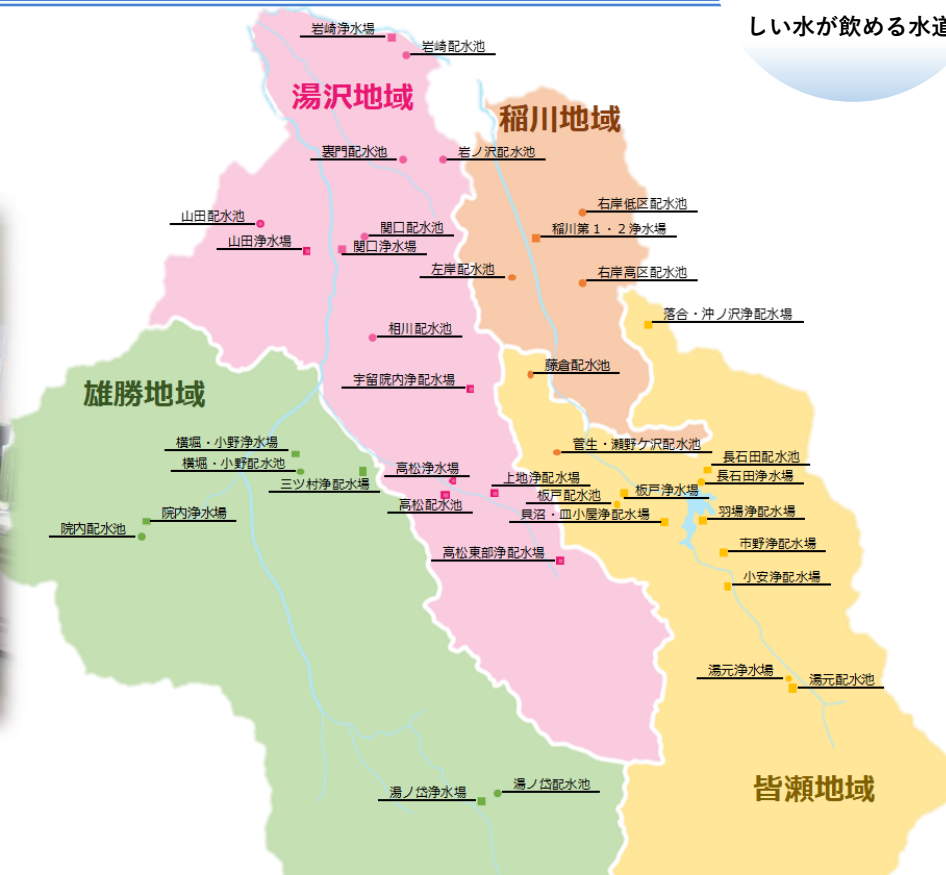 しい水が飲める水道
岩崎浄水場
岩崎配水池
湯沢地域
稲川地域
裏門配水池
岩ノ沢配水池
山田配水池
関口配水池
右岸低区配水池
山田浄水場
関口浄水場
稲川第１・２浄水場
左岸配水池
右岸高区配水池
落合・沖ノ沢浄配水場
相川配水池
宇留院内浄配水場
藤倉配水池
雄勝地域
横堀・小野浄水場
横堀・小野配水池
三ツ村浄配水場
菅生・瀬野ケ沢配水池
長石田配水池
長石田浄水場
高松浄水場
高松配水池
上地浄配水場
板戸配水池
板戸浄水場
貝沼・皿小屋浄配水場
羽場浄配水場
院内浄水場
院内配水池
高松東部浄配水場
市野浄配水場
小安浄配水場
湯元浄水場
湯元配水池
湯ノ岱浄水場
湯ノ岱配水池
皆瀬地域